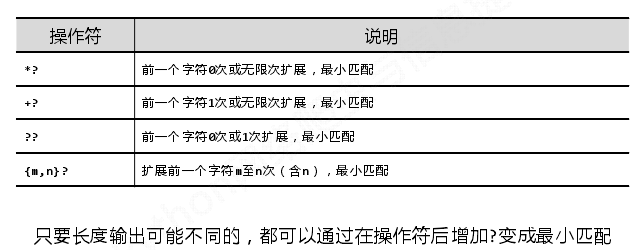 操作符 说明
*? 前一个字符0次或无限次扩展，最小匹配
+? 前一个字符1次或无限次扩展，最小匹配
?? 前一个字符0次或1次扩展，最小匹配
{m,n}? 扩展前一个字符m至n次（含n），最小匹配
只要长度输出可能不同的，都可以通过在操作符后增加?变成最小匹配